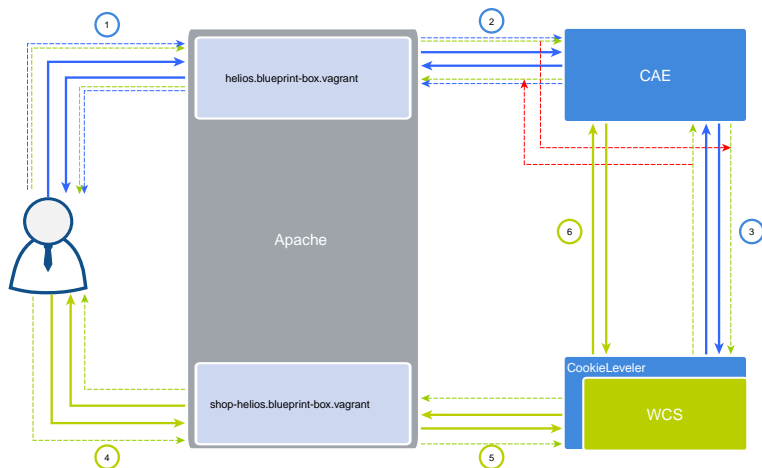 1
2
helios.blueprint-box.vagrant
CAE
Apache
6
3
CookieLeveler
shop-helios.blueprint-box.vagrant
WCS
4
5